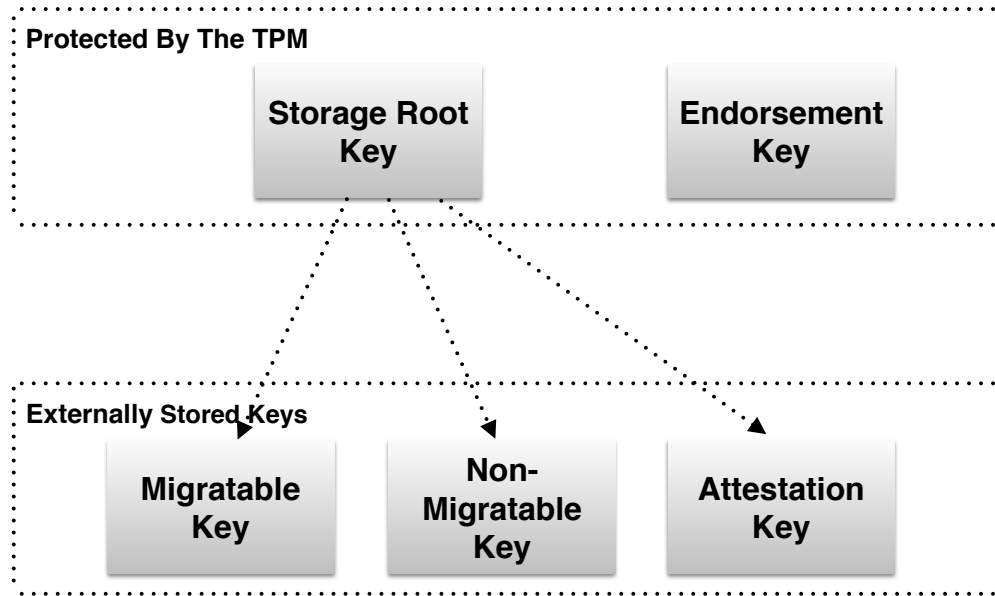 Protected By The TPM
Storage Root
Key
Endorsement
Key
Externally Stored Keys
Migratable
Key
Non-
Migratable
Key
Attestation
Key